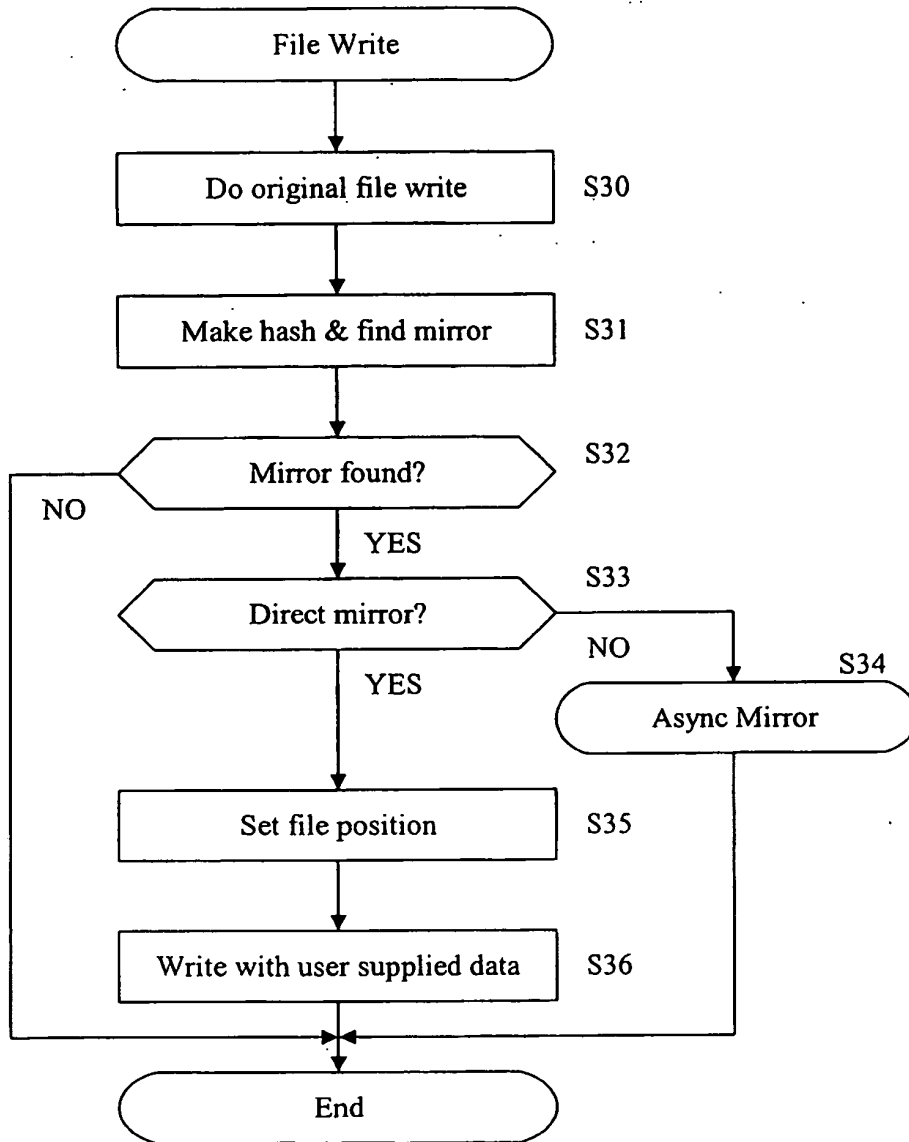 File Write
Do original file write S30
Make hash & find mirror S31
Mirror found? S32
NO
YES
Direct mirror? S33
NO
YES
S34
Async Mirror
Set file position S35
Write with user supplied data S36
End